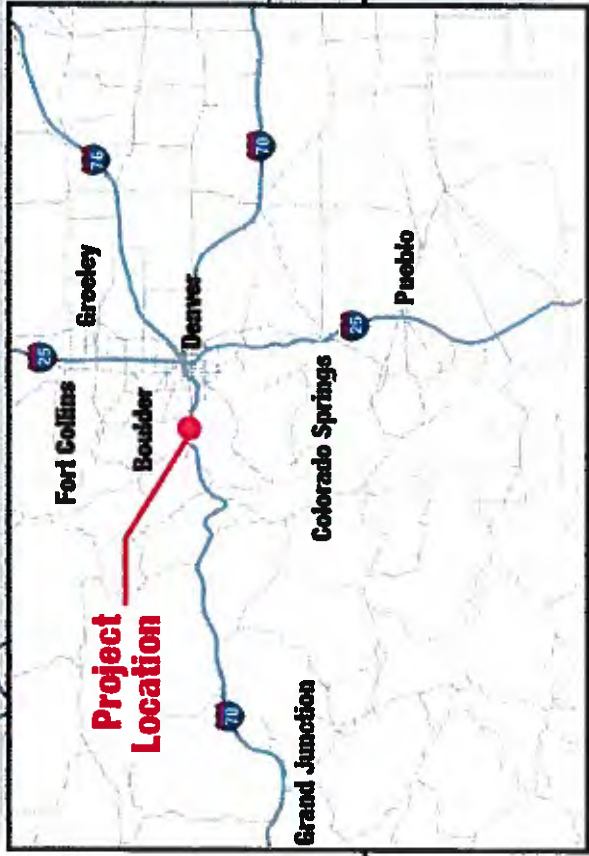 Fort Collins
25
Greeley
76
Boulder
Denver
Project
Location
70
70
Grand Junction
Colorado Springs
25
Pueblo